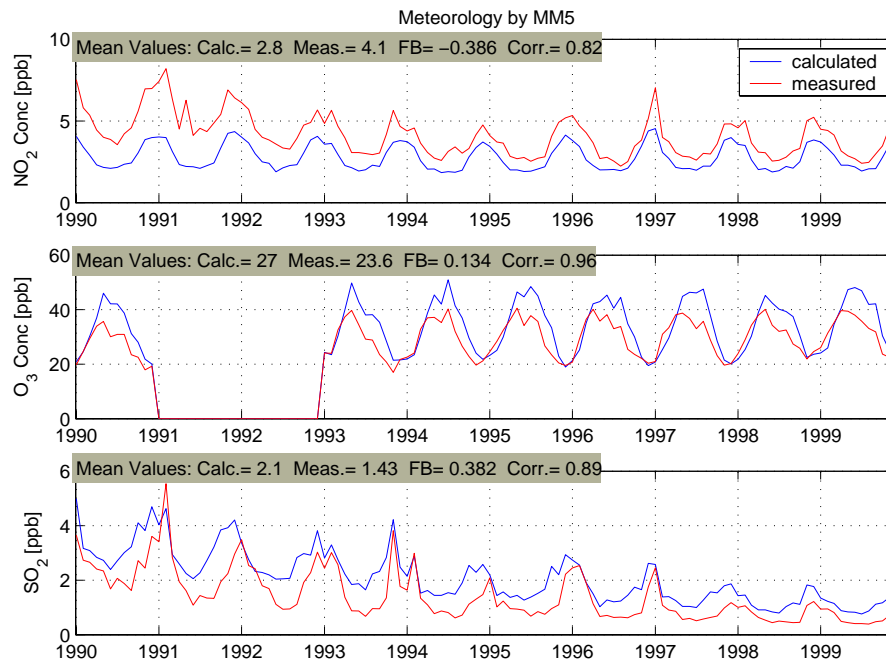 Meteorology by MM5
Mean Values: Calc.= 2.8 Meas.= 4.1 FB= −0.386 Corr.= 0.82
calculated
measured
NO2 Conc [ppb]
10
5
0
1990 1991 1992 1993 1994 1995 1996 1997 1998 1999
Mean Values: Calc.= 27 Meas.= 23.6 FB= 0.134 Corr.= 0.96
O3 Conc [ppb]
60
40
20
0
1990 1991 1992 1993 1994 1995 1996 1997 1998 1999
Mean Values: Calc.= 2.1 Meas.= 1.43 FB= 0.382 Corr.= 0.89
SO2 [ppb]
6
4
2
0
1990 1991 1992 1993 1994 1995 1996 1997 1998 1999